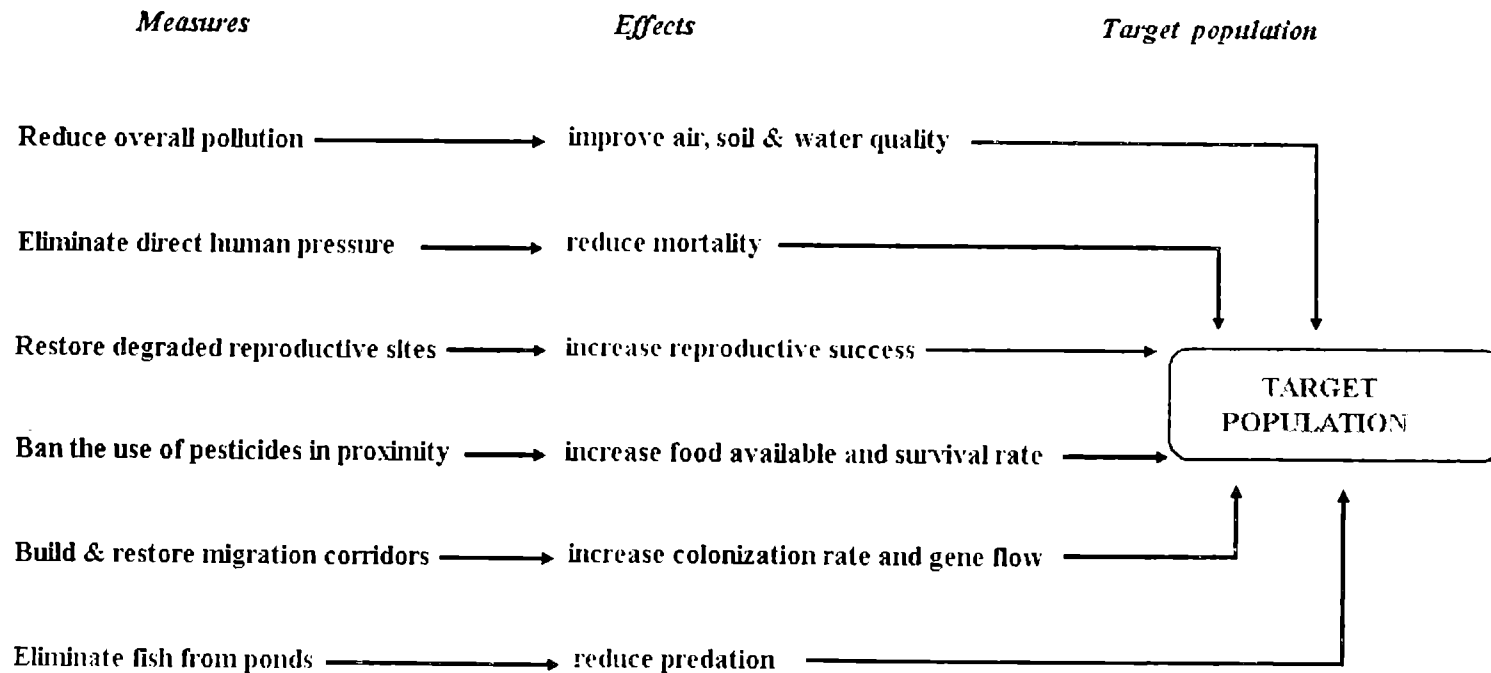 Measures Effects Target population
Reduce overall pollution improve air, soil & water quality
Eliminate direct human pressure reduce mortality
Restore degraded reproductive sites increase reproductive success
TARGET
POPULATION
Ban the use of pesticides in proximity increase food available and survival rate
Build & restore migration corridors increase colonization rate and gene flow
Eliminate fish from ponds reduce predation